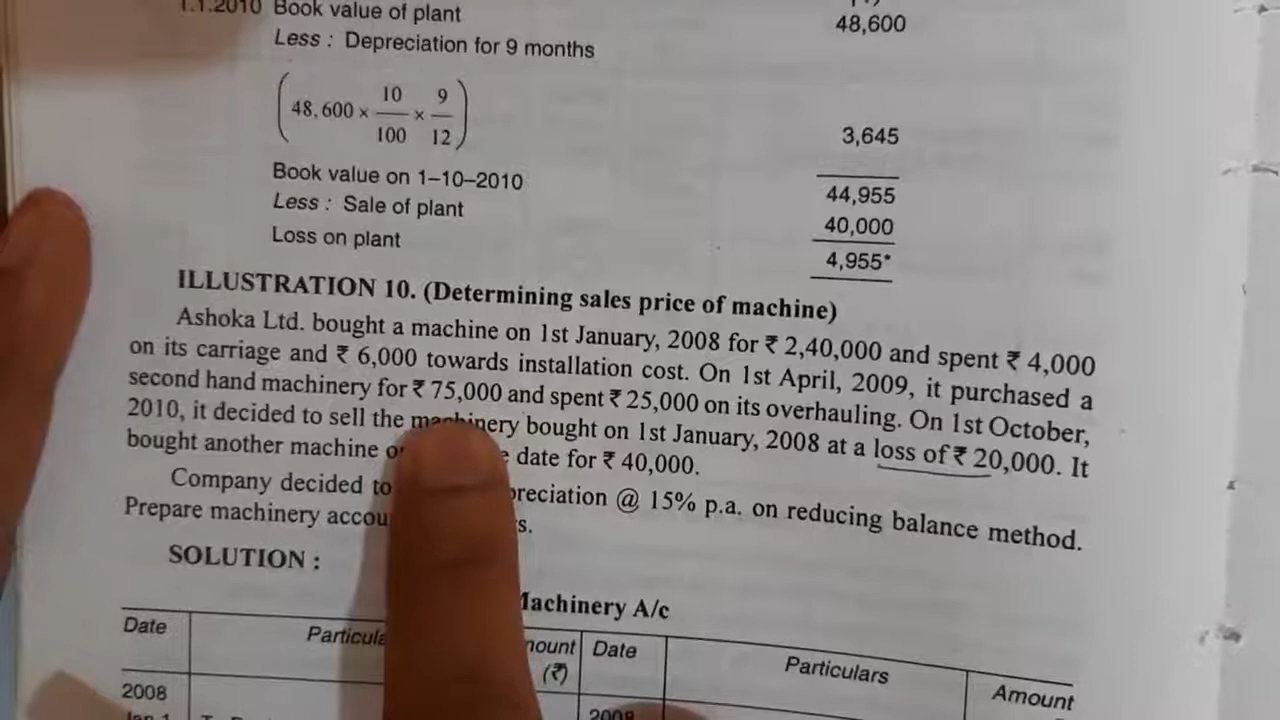 1.1.2010 Book value of plant 48,600
Less : Depreciation for 9 months
(48,600 × 10/100 × 9/12) 3,645
Book value on 1–10–2010 44,955
Less : Sale of plant 40,000
Loss on plant 4,955*
ILLUSTRATION 10. (Determining sales price of machine)
Ashoka Ltd. bought a machine on 1st January, 2008 for ₹ 2,40,000 and spent ₹ 4,000
on its carriage and ₹ 6,000 towards installation cost. On 1st April, 2009, it purchased a
second hand machinery for ₹ 75,000 and spent ₹ 25,000 on its overhauling. On 1st October,
2010, it decided to sell the machinery bought on 1st January, 2008 at a loss of ₹ 20,000. It
bought another machine date for ₹ 40,000.
Company decided to @ 15% p.a. on reducing balance method.
Prepare machinery
SOLUTION :
Machinery A/c
Date (₹) Date Particulars Amount
2008 2008